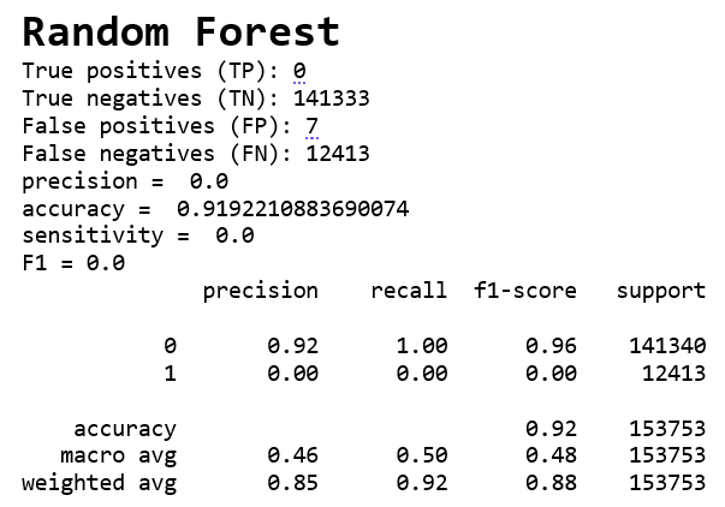 Random Forest
True positives (TP): 0
True negatives (TN): 141333
False positives (FP): 7
False negatives (FN): 12413
precision =  0.0
accuracy =  0.9192210883690074
sensitivity =  0.0
F1 = 0.0
              precision    recall  f1-score   support
           0       0.92      1.00      0.96    141340
           1       0.00      0.00      0.00     12413
    accuracy                           0.92    153753
   macro avg       0.46      0.50      0.48    153753
weighted avg       0.85      0.92      0.88    153753